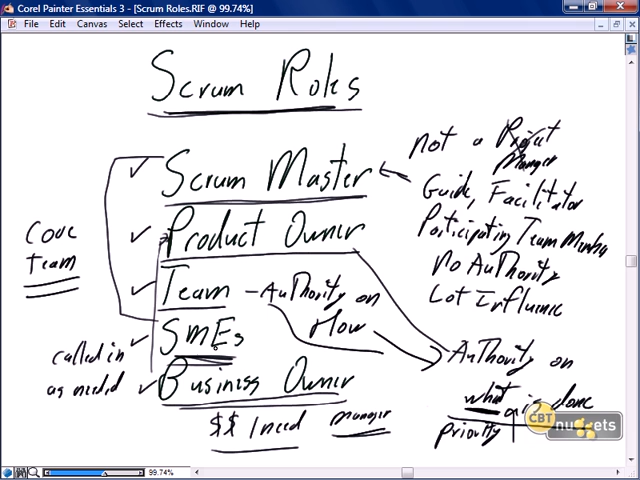 Corel Painter Essentials 3 - [Scrum Roles.RIF @ 99.74%]
File Edit Select Effects Window Help
Scrum Roles
not a Project Manager
✓ Scrum Master
Guide, Facilitator
Core Team
✓ Product Owner
Participating Team Member
no Authority
Lot Influence
✓ Team - Authority on How
✓ SMEs
called in as needed
✓ Business Owner
Authority on what is done
priority
$$ I need
manager
CBT nuggets
99.74%